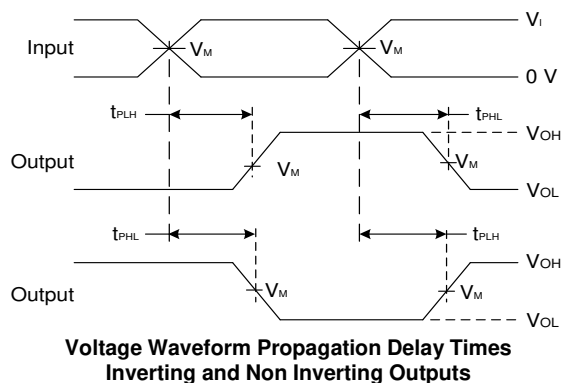 VI
Input VM VM
0 V
tPLH tPHL
VOH
Output VM VM
VOL
tPHL tPLH
VOH
Output VM VM
VOL
Voltage Waveform Propagation Delay Times
Inverting and Non Inverting Outputs